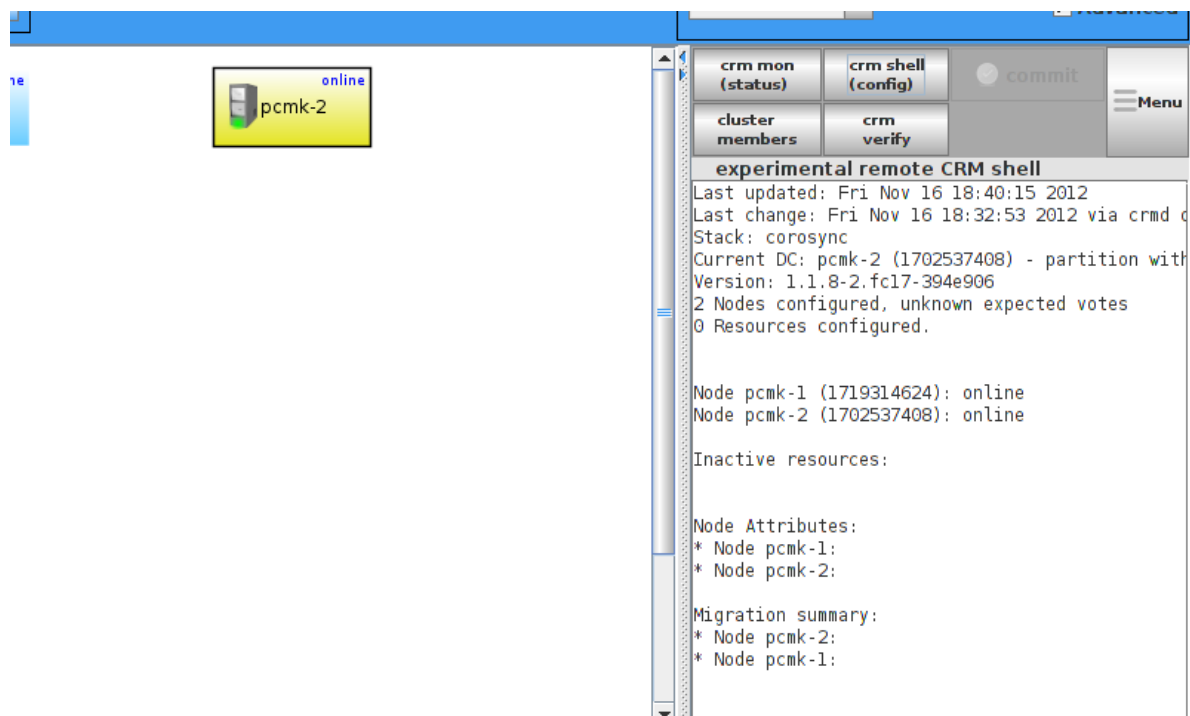 Advanced
ne
online
pcmk-2
crm mon
(status)
crm shell
(config)
commit
Menu
cluster
members
crm
verify
experimental remote CRM shell
Last updated: Fri Nov 16 18:40:15 2012
Last change: Fri Nov 16 18:32:53 2012 via crmd
Stack: corosync
Current DC: pcmk-2 (1702537408) - partition with
Version: 1.1.8-2.fc17-394e906
2 Nodes configured, unknown expected votes
0 Resources configured.
Node pcmk-1 (1719314624): online
Node pcmk-2 (1702537408): online
Inactive resources:
Node Attributes:
* Node pcmk-1:
* Node pcmk-2:
Migration summary:
* Node pcmk-2:
* Node pcmk-1: